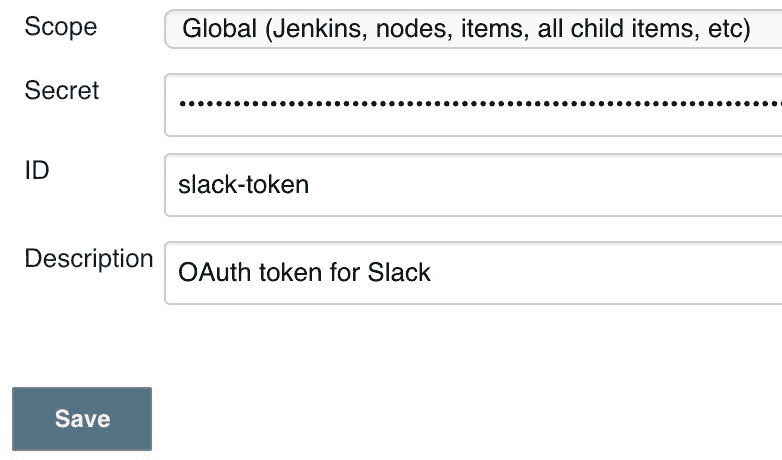 Scope
Global (Jenkins, nodes, items, all child items, etc)
Secret
ID
slack-token
Description
OAuth token for Slack
Save